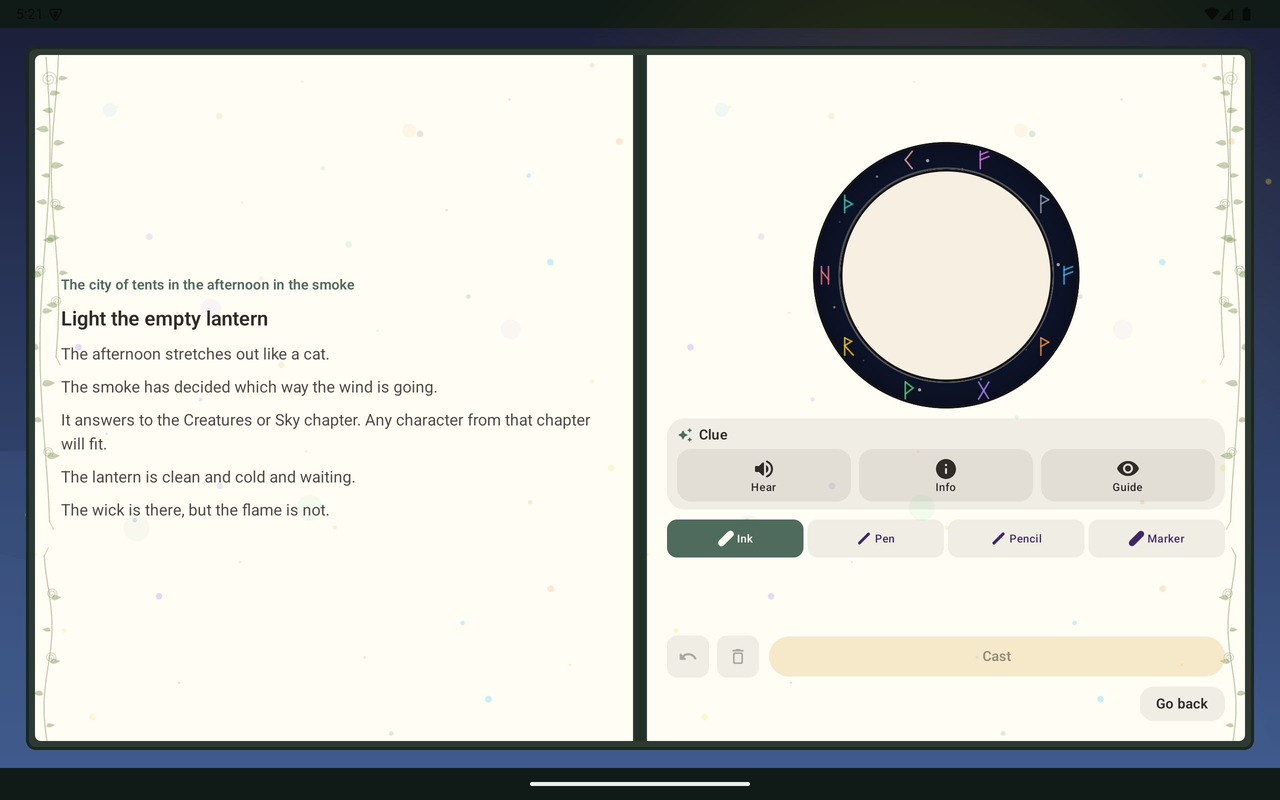 5:21
The city of tents in the afternoon in the smoke
Light the empty lantern
The afternoon stretches out like a cat.
The smoke has decided which way the wind is going.
It answers to the Creatures or Sky chapter. Any character from that chapter
will fit.
The lantern is clean and cold and waiting.
The wick is there, but the flame is not.
Clue
Hear
Info
Guide
Ink
Pen
Pencil
Marker
Cast
Go back